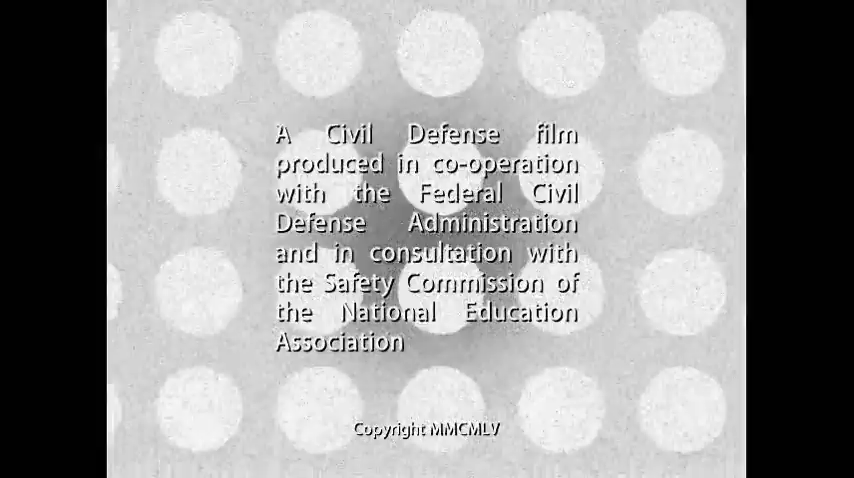 A Civil Defense film
produced in co-operation
with the Federal Civil
Defense Administration
and in consultation with
the Safety Commission of
the National Education
Association
Copyright MMCMLV